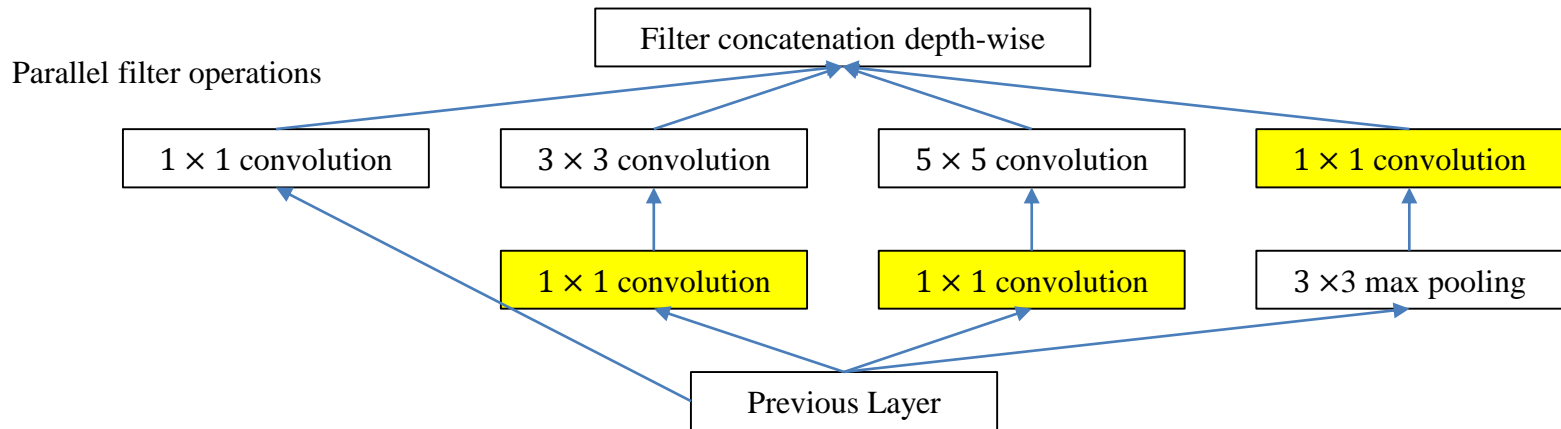 Filter concatenation depth-wise
Parallel filter operations
1 × 1 convolution
3 × 3 convolution
5 × 5 convolution
1 × 1 convolution
1 × 1 convolution
1 × 1 convolution
3 ×3 max pooling
Previous Layer